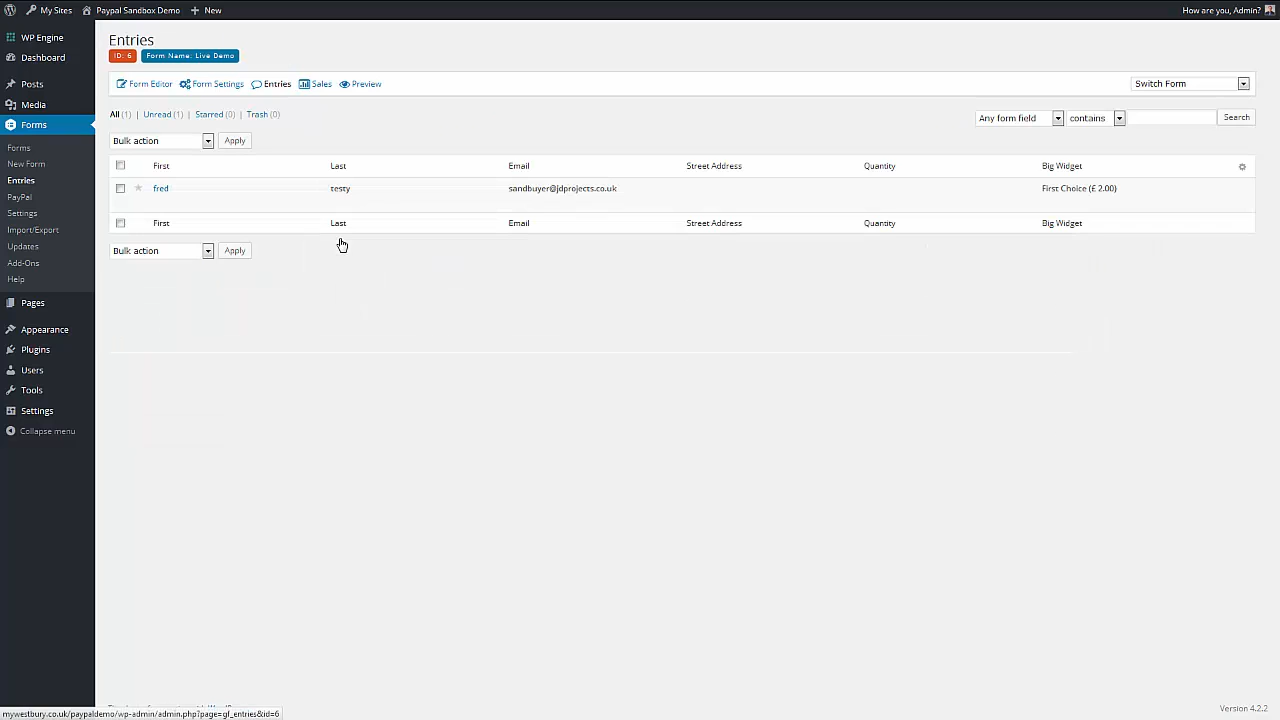 My Sites Paypal Sandbox Demo + New How are you, Admin?
WP Engine
Dashboard
Posts
Media
Forms
Forms
New Form
Entries
PayPal
Settings
Import/Export
Updates
Add-Ons
Help
Pages
Appearance
Plugins
Users
Tools
Settings
Collapse menu
Entries
ID: 6 Form Name: Live Demo
Form Editor Form Settings Entries Sales Preview Switch Form
All (1) | Unread (1) | Starred (0) | Trash (0)
Any form field contains Search
Bulk action Apply
First Last Email Street Address Quantity Big Widget
fred testy sandbuyer@jdprojects.co.uk First Choice (£ 2.00)
First Last Email Street Address Quantity Big Widget
Bulk action Apply
mywestbury.co.uk/paypaldemo/wp-admin/admin.php?page=gf_entries&id=6
Version 4.2.2